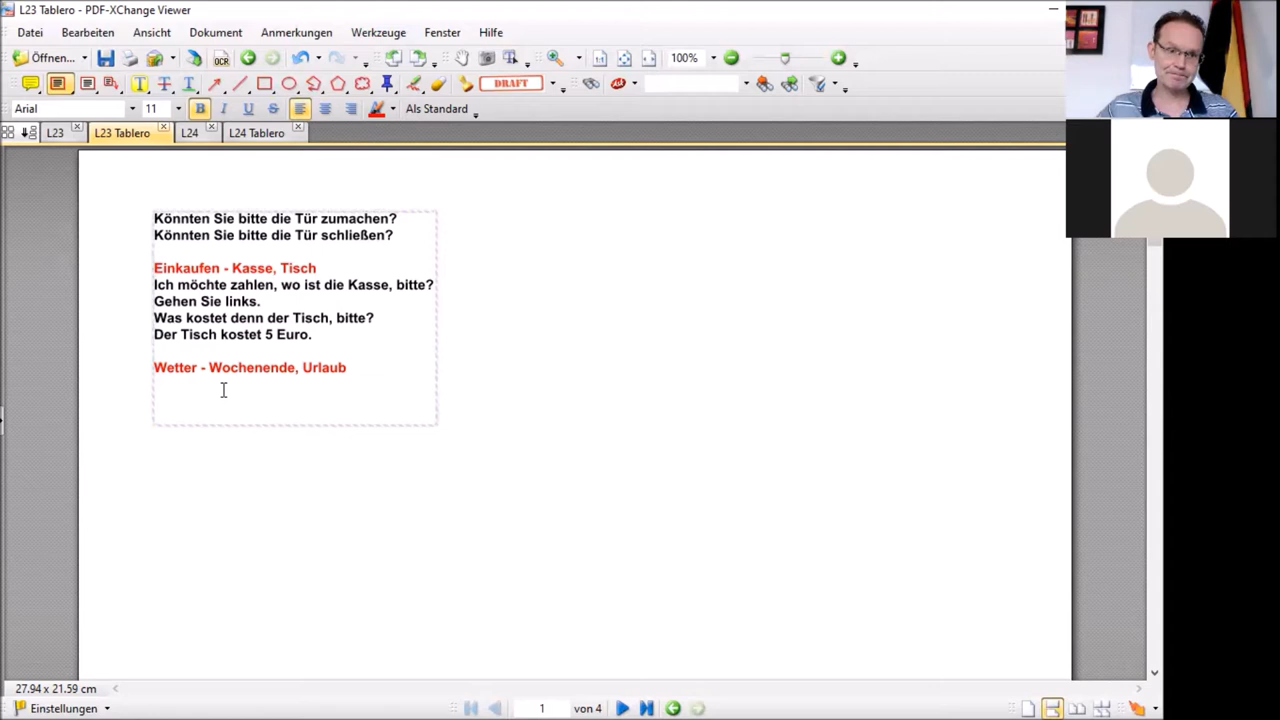 L23 Tablero - PDF-XChange Viewer
Datei Bearbeiten Ansicht Dokument Anmerkungen Werkzeuge Fenster Hilfe
Öffnen... OCR 100%
DRAFT
Arial 11 B I U S Als Standard
L23 L23 Tablero L24 L24 Tablero
Könnten Sie bitte die Tür zumachen?
Könnten Sie bitte die Tür schließen?
Einkaufen - Kasse, Tisch
Ich möchte zahlen, wo ist die Kasse, bitte?
Gehen Sie links.
Was kostet denn der Tisch, bitte?
Der Tisch kostet 5 Euro.
Wetter - Wochenende, Urlaub
27.94 x 21.59 cm
Einstellungen 1 von 4